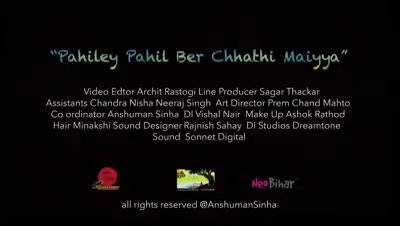 "Pahiley Pahil Ber Chhathi Maiyya"
Video Edtor Archit Rastogi Line Producer Sagar Thackar
Assistants Chandra Nisha Neeraj Singh Art Director Prem Chand Mahto
Co ordinator Anshuman Sinha DI Vishal Nair Make Up Ashok Rathod
Hair Minakshi Sound Designer Rajnish Sahay DI Studios Dreamtone
Sound Sonnet Digital
NeoBihar
all rights reserved @AnshumanSinha